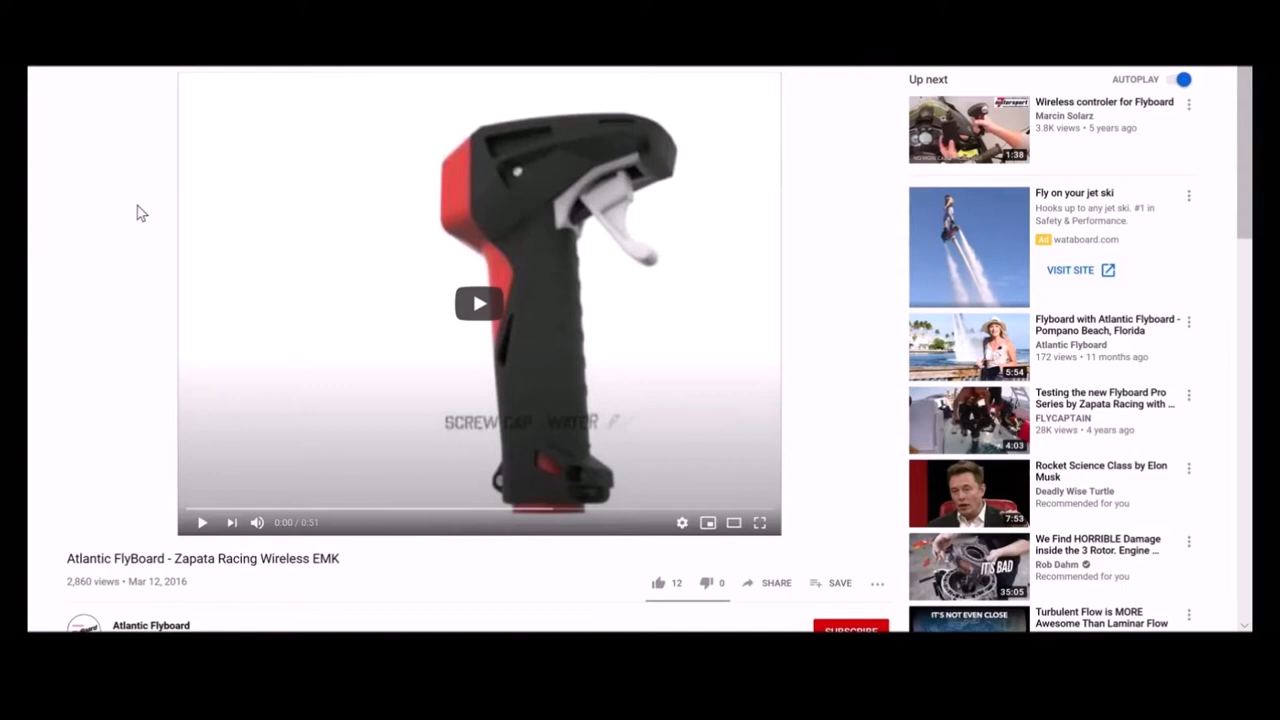 Up next
AUTOPLAY
Wireless controler for Flyboard
Marcin Solarz
3.8K views • 5 years ago
1:38
Fly on your jet ski
Hooks up to any jet ski. #1 in
Safety & Performance.
Ad wataboard.com
VISIT SITE
Flyboard with Atlantic Flyboard -
Pompano Beach, Florida
Atlantic Flyboard
172 views • 11 months ago
5:54
Testing the new Flyboard Pro
Series by Zapata Racing with ...
FLYCAPTAIN
28K views • 4 years ago
4:03
Rocket Science Class by Elon
Musk
Deadly Wise Turtle
Recommended for you
7:53
We Find HORRIBLE Damage
inside the 3 Rotor. Engine ...
Rob Dahm
Recommended for you
IT'S BAD
35:05
Turbulent Flow is MORE
Awesome Than Laminar Flow
IT'S NOT EVEN CLOSE
SCREW CAP WATER
0:00 / 0:51
Atlantic FlyBoard - Zapata Racing Wireless EMK
2,860 views • Mar 12, 2016
12 0 SHARE SAVE
Atlantic Flyboard
SUBSCRIBE